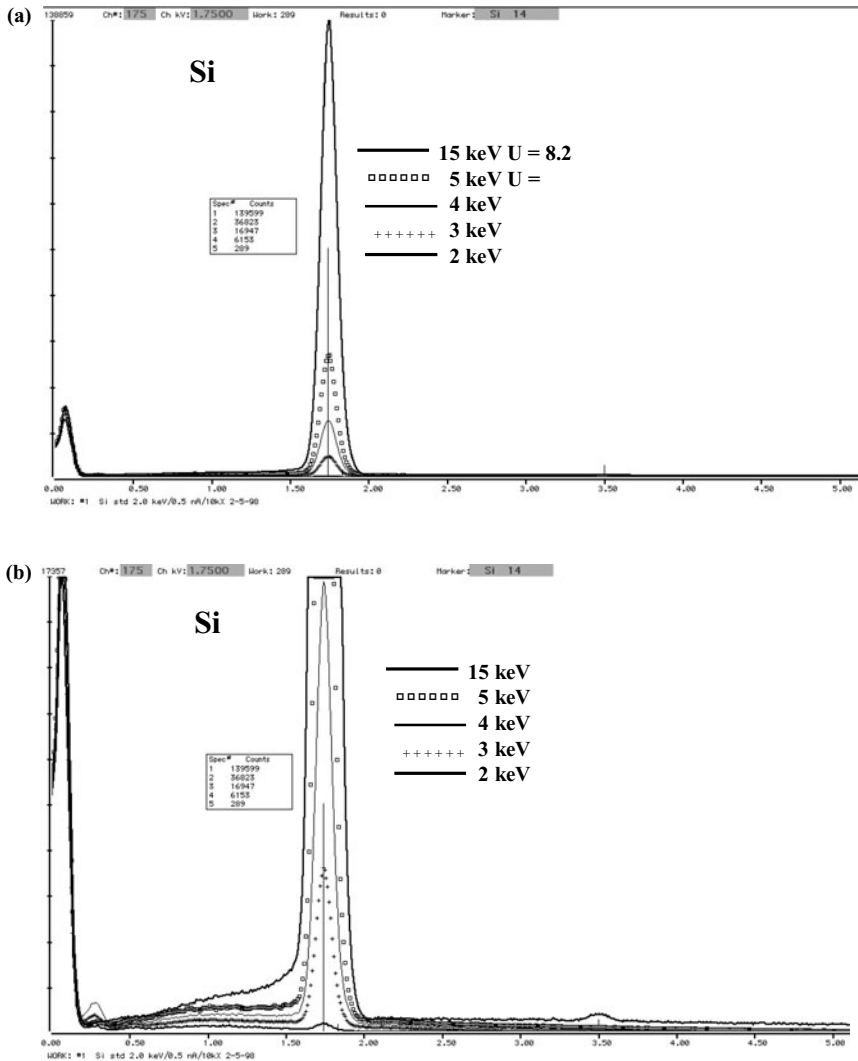 (a)
138859 Ch#: 175 Ch kV: 1.7500 Work: 289 Results: 0 Marker: Si 14
Si
15 keV U = 8.2
5 keV U =
4 keV
3 keV
2 keV
Spec# Counts
1 139599
2 36823
3 16947
4 6153
5 289
0.00 0.50 1.00 1.50 2.00 2.50 3.00 3.50 4.00 4.50 5.00
WORK: #1 Si std 2.0 keV/0.5 nA/10kX 2-5-98
(b)
17357 Ch#: 175 Ch kV: 1.7500 Work: 289 Results: 0 Marker: Si 14
Si
15 keV
5 keV
4 keV
3 keV
2 keV
Spec# Counts
1 139599
2 36823
3 16947
4 6153
5 289
0.00 0.50 1.00 1.50 2.00 2.50 3.00 3.50 4.00 4.50 5.00
WORK: #1 Si std 2.0 keV/0.5 nA/10kX 2-5-98